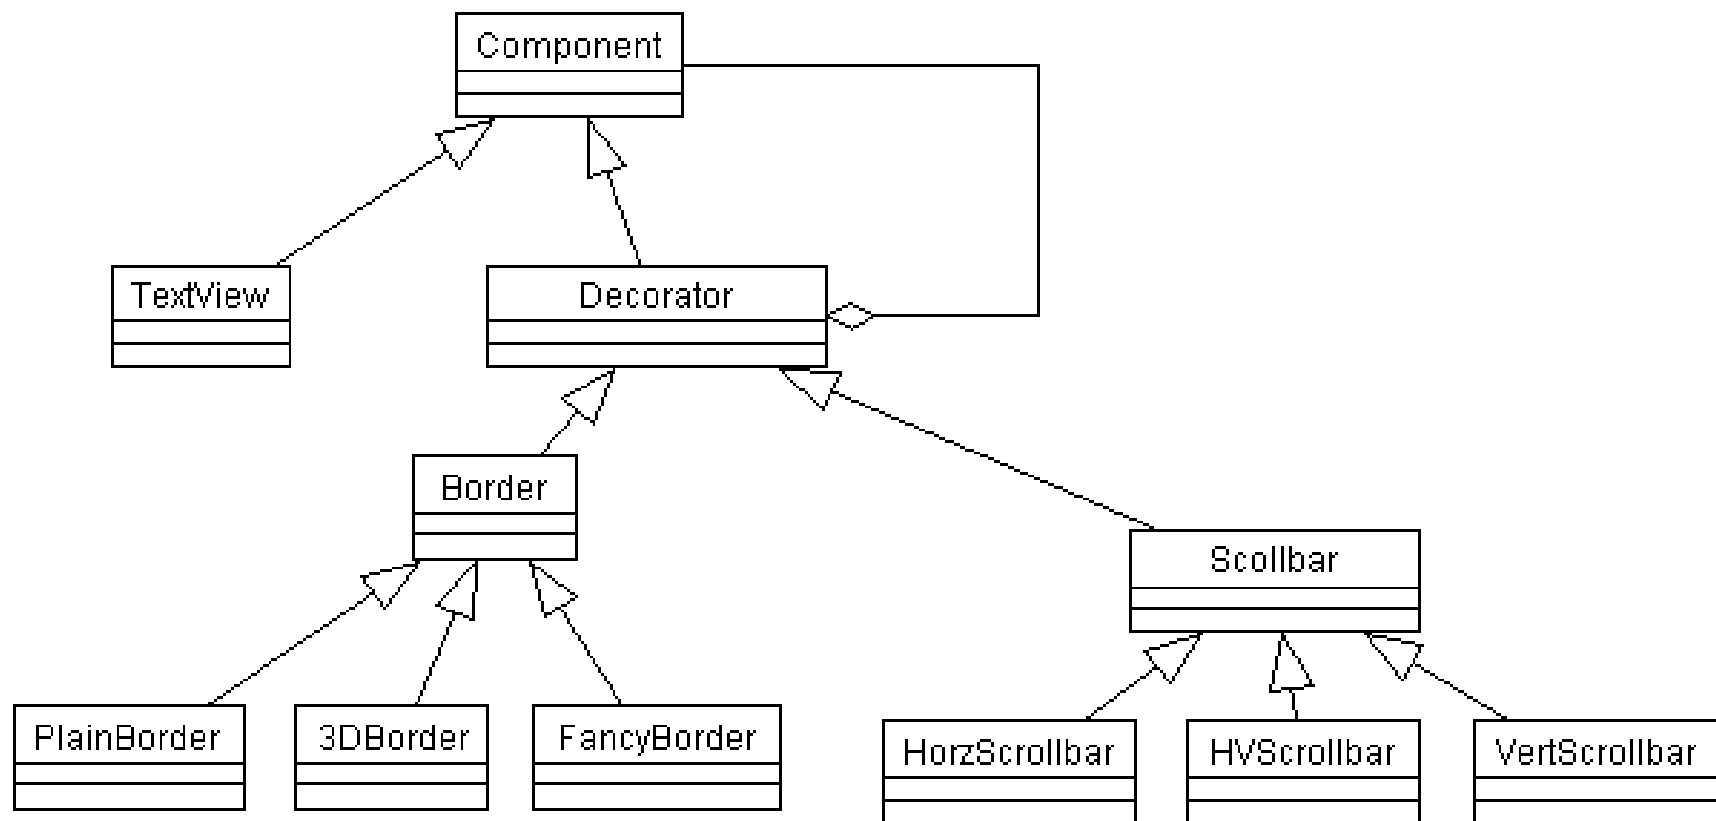 Component
TextView
Decorator
Border
Scollbar
PlainBorder
3DBorder
FancyBorder
HorzScrollbar
HVScrollbar
VertScrollbar